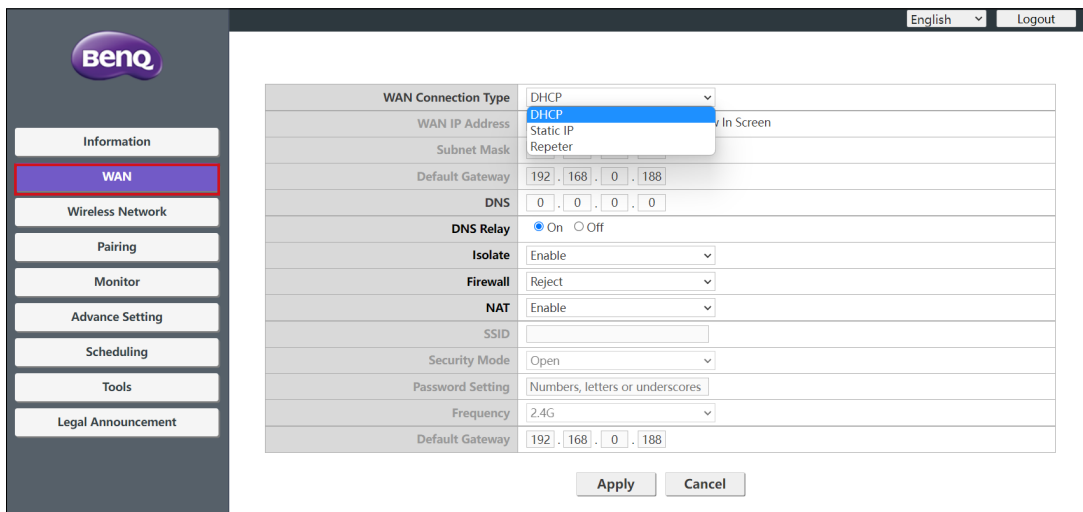 English Logout
BenQ
Information
WAN
Wireless Network
Pairing
Monitor
Advance Setting
Scheduling
Tools
Legal Announcement
WAN Connection Type DHCP
DHCP
Static IP
Repeter
WAN IP Address In Screen
Subnet Mask
Default Gateway 192 . 168 . 0 . 188
DNS 0 . 0 . 0 . 0
DNS Relay On Off
Isolate Enable
Firewall Reject
NAT Enable
SSID
Security Mode Open
Password Setting Numbers, letters or underscores
Frequency 2.4G
Default Gateway 192 . 168 . 0 . 188
Apply Cancel